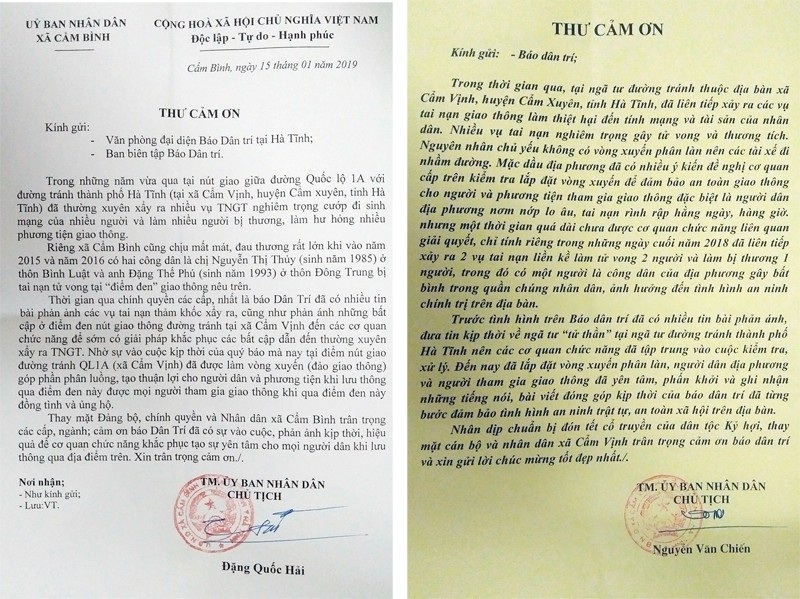 UỶ BAN NHÂN DÂN
XÃ CẨM BÌNH
CỘNG HOÀ XÃ HỘI CHỦ NGHĨA VIỆT NAM
Độc lập - Tự do - Hạnh phúc
Cẩm Bình, ngày 15 tháng 01 năm 2019
THƯ CẢM ƠN
Kính gửi:
- Văn phòng đại diện Báo Dân trí tại Hà Tĩnh;
- Ban biên tập Báo Dân trí.
Trong những năm vừa qua tại nút giao giữa đường Quốc lộ 1A với
đường tránh thành phố Hà Tĩnh (tại xã Cẩm Vịnh, huyện Cẩm xuyên, tỉnh Hà
Tĩnh) đã thường xuyên xẩy ra nhiều vụ TNGT nghiêm trọng cướp đi sinh
mạng của nhiều người và làm nhiều người bị thương, làm hư hỏng nhiều
phương tiện giao thông.
Riêng xã Cẩm Bình cũng chịu mất mát, đau thương rất lớn khi vào năm
2015 và năm 2016 có hai công dân là chị Nguyễn Thị Thúy (sinh năm 1985) ở
thôn Bình Luật và anh Đặng Thế Phú (sinh năm 1993) ở thôn Đông Trung bị
tai nạn tử vong tại “điểm đen” giao thông nêu trên.
Thời gian qua chính quyền các cấp, nhất là báo Dân Trí đã có nhiều tin
bài phản ánh các vụ tai nạn thảm khốc xẩy ra, cũng như phản ánh những bất
cập ở điểm đen nút giao thông đường tránh tại xã Cẩm Vịnh đến các cơ quan
chức năng để sớm có giải pháp khắc phục các bất cập dẫn đến thường xuyên
xẩy ra TNGT. Nhờ sự vào cuộc kịp thời của quý báo mà nay tại điểm nút giao
đường tránh QL1A (xã Cẩm Vịnh) đã được làm vòng xuyến (đảo giao thông)
góp phần phân luồng, tạo thuận lợi cho người dân và phương tiện khi lưu thông
qua điểm đen này được mọi người tham gia giao thông khi qua điểm đen này
đồng tình và ủng hộ.
Thay mặt Đảng bộ, chính quyền và Nhân dân xã Cẩm Bình trân trọng
các cấp, ngành; cảm ơn báo Dân Trí đã có sự vào cuộc, phản ánh kịp thời, hiệu
quả để cơ quan chức năng khắc phục tạo sự yên tâm cho mọi người dân khi lưu
thông qua địa điểm trên. Xin trân trọng cảm ơn./.
Nơi nhận;
- Như kính gửi;
- Lưu:VT.
TM. ỦY BAN NHÂN DÂN
CHỦ TỊCH
Đặng Quốc Hải
THƯ CẢM ƠN
Kính gửi: - Báo dân trí;
Trong thời gian qua, tại ngã tư đường tránh thuộc địa bàn xã
Cẩm Vịnh, huyện Cẩm Xuyên, tỉnh Hà Tĩnh, đã liên tiếp xảy ra các vụ
tai nạn giao thông làm thiệt hại đến tính mạng và tài sản của nhân
dân. Nhiều vụ tai nạn nghiêm trọng gây tử vong và thương tích.
Nguyên nhân chủ yếu không có vòng xuyến phân làn nên các tài xế đi
nhầm đường. Mặc dầu địa phương đã có nhiều ý kiến đề nghị cơ quan
cấp trên kiểm tra lắp đặt vòng xuyến để đảm bảo an toàn giao thông
cho người và phương tiện tham gia giao thông đặc biệt là người dân
địa phương nơm nớp lo âu, tai nạn rình rập hằng ngày, hàng giờ.
nhưng một thời gian quá dài chưa được cơ quan chức năng liên quan
giải quyết, chỉ tính riêng trong những ngày cuối năm 2018 đã liên tiếp
xảy ra 2 vụ tai nạn liền kề làm tử vong 2 người và làm bị thương 1
người, trong đó có một người là công dân của địa phương gây bất
bình trong quần chúng nhân dân, ảnh hưởng đến tình hình an ninh
chính trị trên địa bàn.
Trước tình hình trên Báo dân trí đã có nhiều tin bài phản ánh,
đưa tin kịp thời về ngã tư “tử thần” tại ngã tư đường tránh thành phố
Hà Tĩnh nên các cơ quan chức năng đã tập trung vào cuộc kiểm tra,
xử lý. Đến nay đã lắp đặt vòng xuyến phân làn, người dân địa phương
và người tham gia giao thông đã yên tâm, phấn khởi và ghi nhận
những tiếng nói, bài viết đóng góp kịp thời của báo dân trí đã từng
bước đảm bảo tình hình an ninh trật tự, an toàn xã hội trên địa bàn.
Nhân dịp chuẩn bị đón tết cổ truyền của dân tộc Kỷ hợi, thay
mặt cán bộ và nhân dân xã Cẩm Vịnh trân trọng cảm ơn báo dân trí
và xin gửi lời chúc mừng tốt đẹp nhất./.
TM. ỦY BAN NHÂN DÂN
CHỦ TỊCH
Nguyễn Văn Chiến